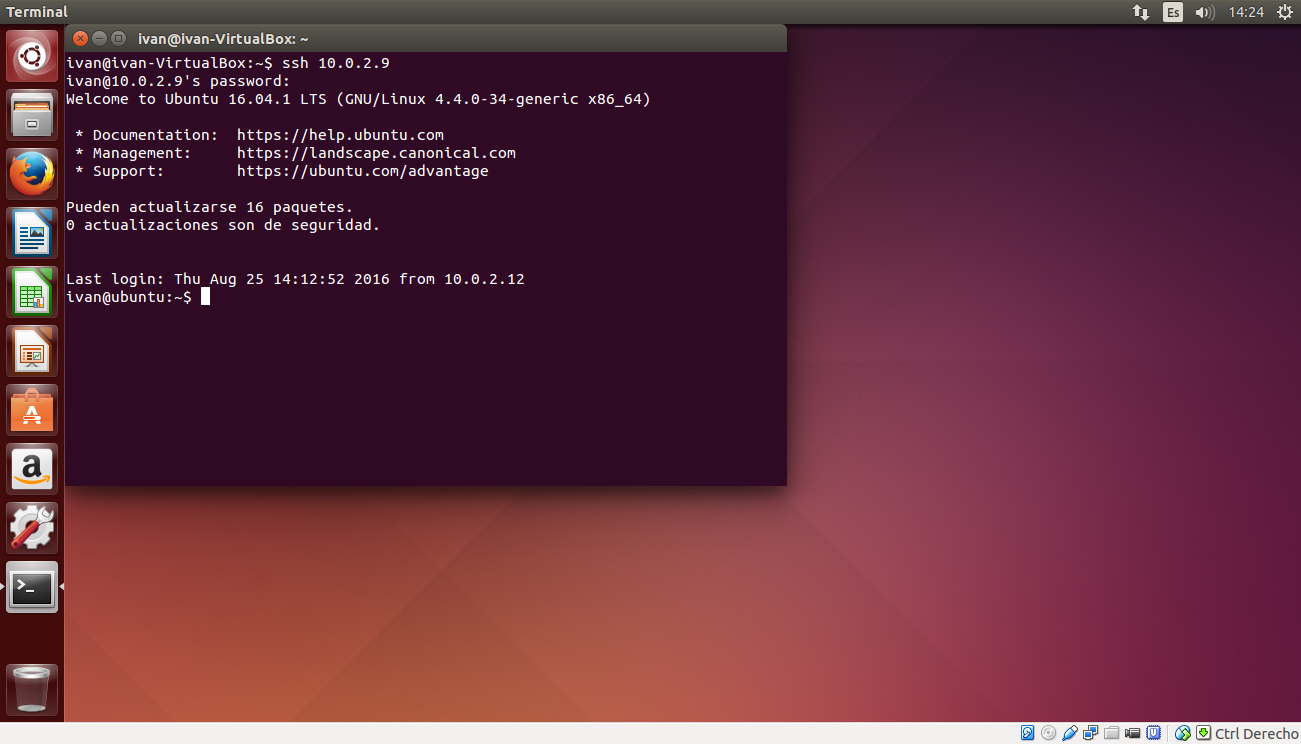 Terminal
Es
14:24
ivan@ivan-VirtualBox: ~
ivan@ivan-VirtualBox:~$ ssh 10.0.2.9
ivan@10.0.2.9's password:
Welcome to Ubuntu 16.04.1 LTS (GNU/Linux 4.4.0-34-generic x86_64)
* Documentation:  https://help.ubuntu.com
* Management:     https://landscape.canonical.com
* Support:        https://ubuntu.com/advantage
Pueden actualizarse 16 paquetes.
0 actualizaciones son de seguridad.
Last login: Thu Aug 25 14:12:52 2016 from 10.0.2.12
ivan@ubuntu:~$
Ctrl Derecho